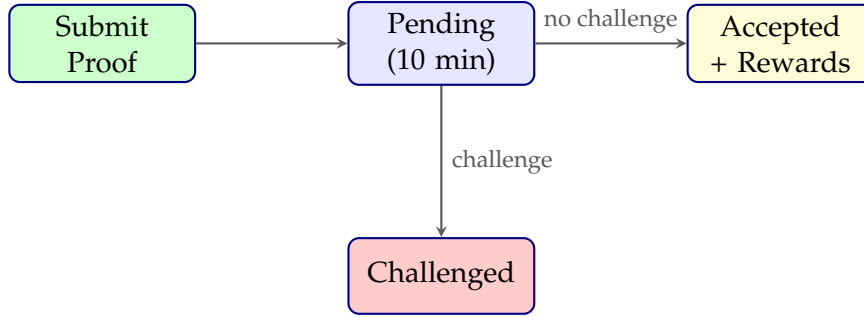 Submit
Proof
Pending
(10 min)
no challenge
Accepted
+ Rewards
challenge
Challenged